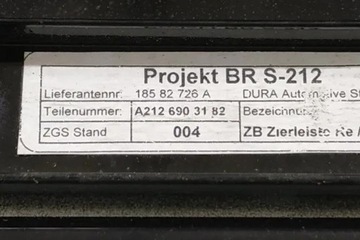 Projekt BR S-212
Lieferantennr: 185 82 726 A DURA Automotive
Teilenummer: A212 690 31 82 Bezeichnung
ZGS Stand 004 ZB Zierleiste Re